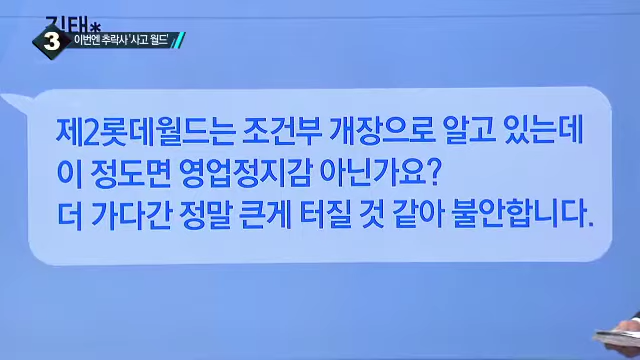 김태*
3 이번엔 추락사 '사고 월드'
제2롯데월드는 조건부 개장으로 알고 있는데
이 정도면 영업정지감 아닌가요?
더 가다간 정말 큰게 터질 것 같아 불안합니다.